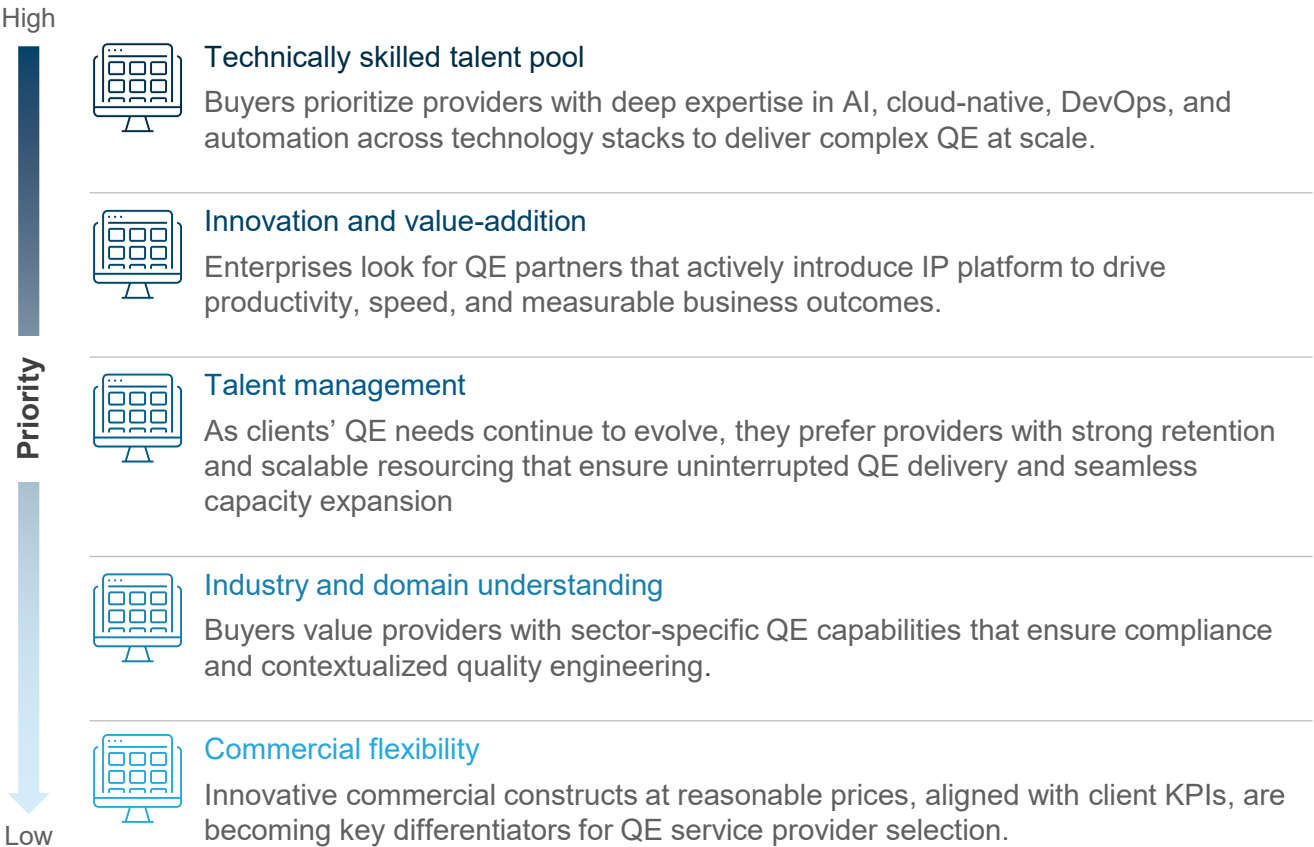 High
Technically skilled talent pool
Buyers prioritize providers with deep expertise in AI, cloud-native, DevOps, and
automation across technology stacks to deliver complex QE at scale.
Innovation and value-addition
Enterprises look for QE partners that actively introduce IP platform to drive
productivity, speed, and measurable business outcomes.
Priority
Talent management
As clients’ QE needs continue to evolve, they prefer providers with strong retention
and scalable resourcing that ensure uninterrupted QE delivery and seamless
capacity expansion
Industry and domain understanding
Buyers value providers with sector-specific QE capabilities that ensure compliance
and contextualized quality engineering.
Commercial flexibility
Innovative commercial constructs at reasonable prices, aligned with client KPIs, are
becoming key differentiators for QE service provider selection.
Low